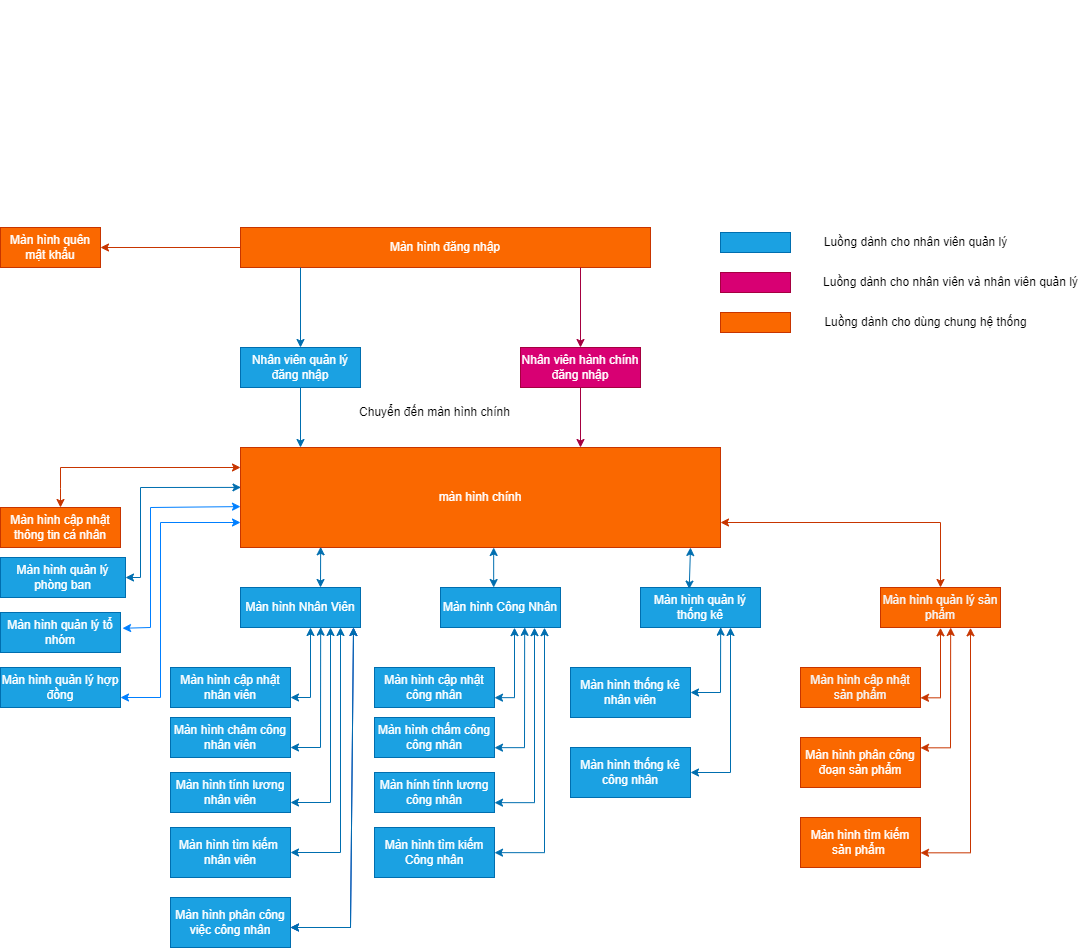 Màn hình quên
mật khẩu
Màn hình đăng nhập
Luồng dành cho nhân viên quản lý
Luồng dành cho nhân viên và nhân viên quản lý
Luồng dành cho dùng chung hệ thống
Nhân viên quản lý
đăng nhập
Nhân viên hành chính
đăng nhập
Chuyển đến màn hình chính
màn hình chính
Màn hình cập nhật
thông tin cá nhân
Màn hình quản lý
phòng ban
Màn hình quản lý tổ
nhóm
Màn hình quản lý hợp
đồng
Màn hình Nhân Viên
Màn hình Công Nhân
Màn hình quản lý
thống kê
Màn hình quản lý sản
phẩm
Màn hình cập nhật
nhân viên
Màn hình chấm công
nhân viên
Màn hình tính lương
nhân viên
Màn hình tìm kiếm
nhân viên
Màn hình phân công
việc công nhân
Màn hình cập nhật
công nhân
Màn hình chấm công
công nhân
Màn hính tính lương
công nhân
Màn hình tìm kiếm
Công nhân
Màn hình thống kê
nhân viên
Màn hình thống kê
công nhân
Màn hình cập nhật
sản phẩm
Màn hình phân công
đoạn sản phẩm
Màn hình tìm kiếm
sản phẩm